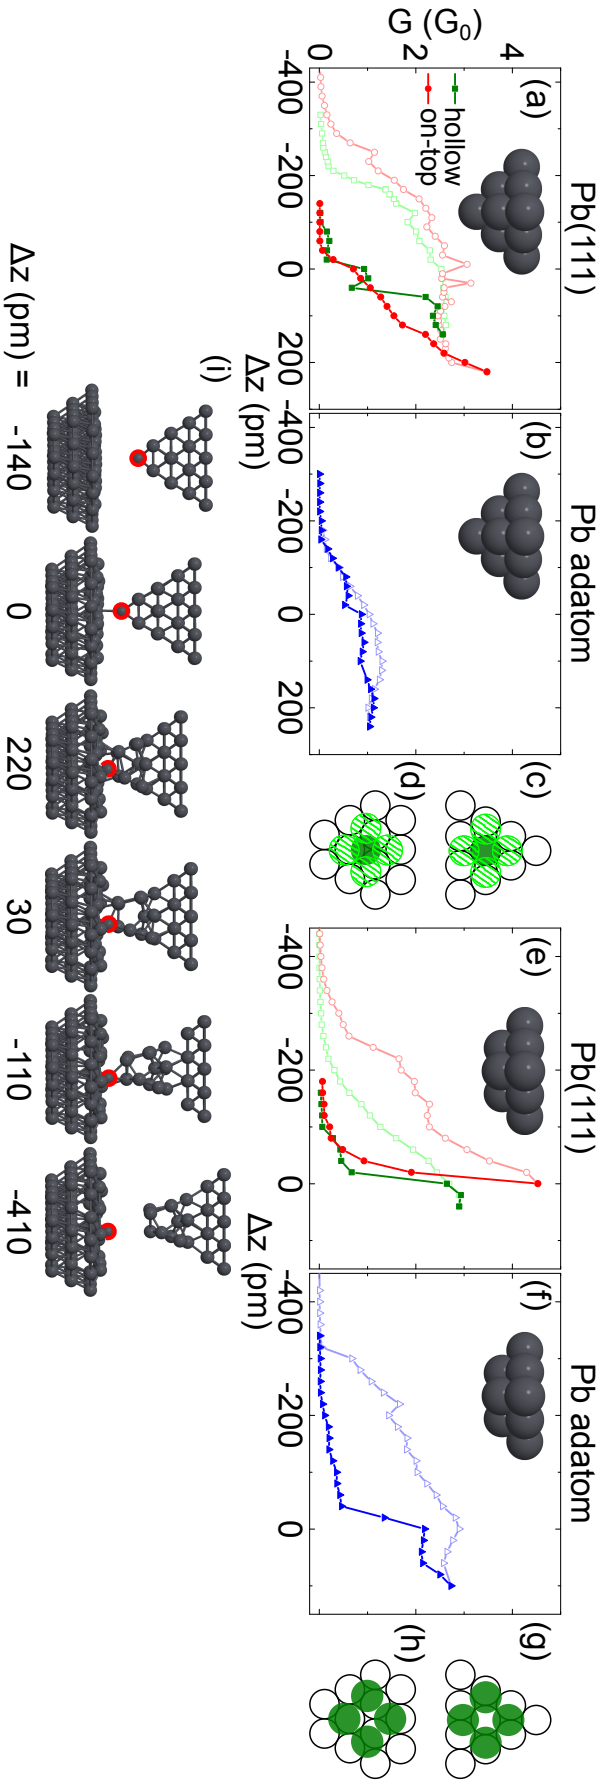 Pb(111)
Pb adatom
Pb(111)
Pb adatom
(a)
(b)
(c)
(d)
(e)
(f)
(g)
(h)
G (G0)
4
2
0
hollow
on-top
-400 -200 0 200
-400 -200 0 200
-400 -200 0
-400 -200 0
Δz (pm)
Δz (pm)
(i)
Δz (pm) = -140 0 220 30 -110 -410